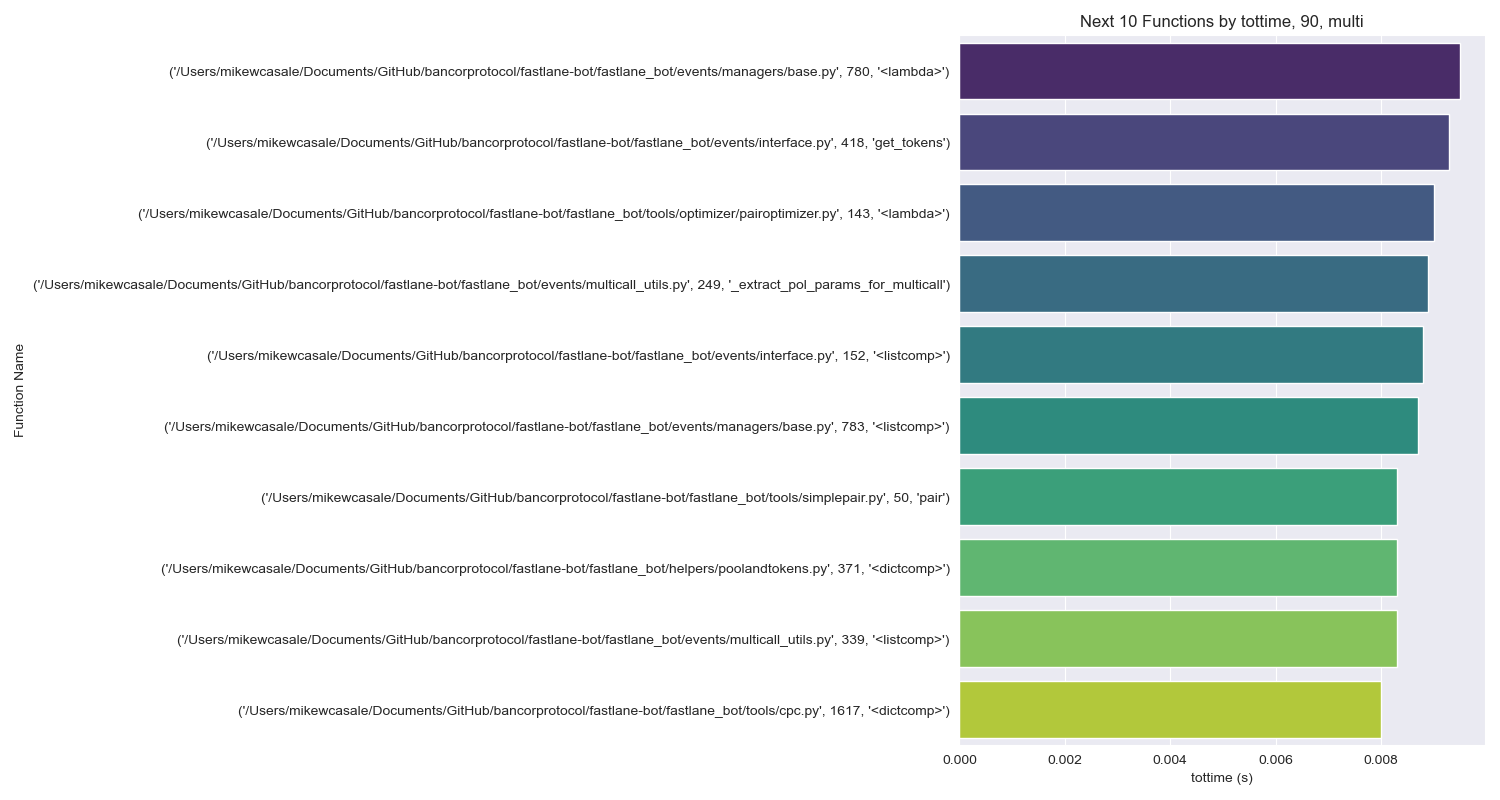 Next 10 Functions by tottime, 90, multi
('/Users/mikewcasale/Documents/GitHub/bancorprotocol/fastlane-bot/fastlane_bot/events/managers/base.py', 780, '<lambda>')
('/Users/mikewcasale/Documents/GitHub/bancorprotocol/fastlane-bot/fastlane_bot/events/interface.py', 418, 'get_tokens')
('/Users/mikewcasale/Documents/GitHub/bancorprotocol/fastlane-bot/fastlane_bot/tools/optimizer/pairoptimizer.py', 143, '<lambda>')
('/Users/mikewcasale/Documents/GitHub/bancorprotocol/fastlane-bot/fastlane_bot/events/multicall_utils.py', 249, '_extract_pol_params_for_multicall')
('/Users/mikewcasale/Documents/GitHub/bancorprotocol/fastlane-bot/fastlane_bot/events/interface.py', 152, '<listcomp>')
('/Users/mikewcasale/Documents/GitHub/bancorprotocol/fastlane-bot/fastlane_bot/events/managers/base.py', 783, '<listcomp>')
('/Users/mikewcasale/Documents/GitHub/bancorprotocol/fastlane-bot/fastlane_bot/tools/simplepair.py', 50, 'pair')
('/Users/mikewcasale/Documents/GitHub/bancorprotocol/fastlane-bot/fastlane_bot/helpers/poolandtokens.py', 371, '<dictcomp>')
('/Users/mikewcasale/Documents/GitHub/bancorprotocol/fastlane-bot/fastlane_bot/events/multicall_utils.py', 339, '<listcomp>')
('/Users/mikewcasale/Documents/GitHub/bancorprotocol/fastlane-bot/fastlane_bot/tools/cpc.py', 1617, '<dictcomp>')
Function Name
0.000 0.002 0.004 0.006 0.008
tottime (s)